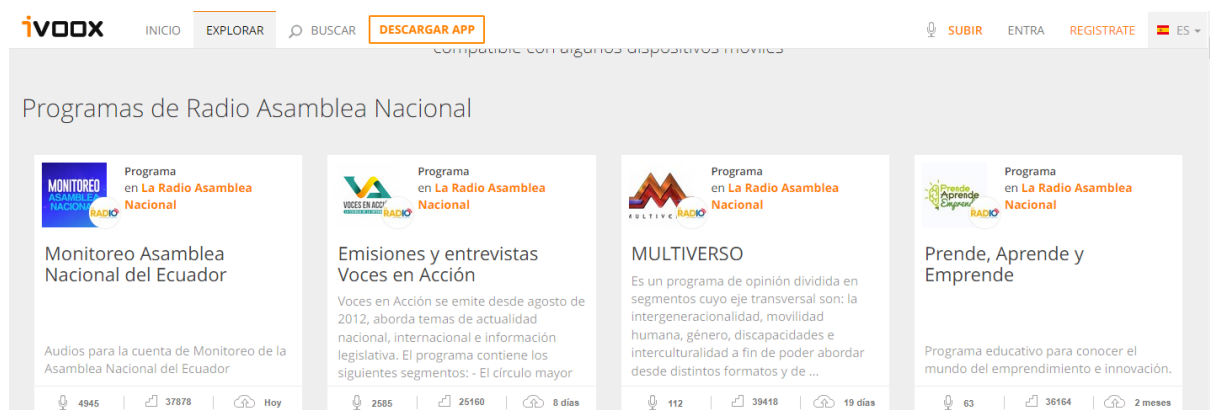 ivoox INICIO EXPLORAR BUSCAR DESCARGAR APP SUBIR ENTRA REGISTRATE ES
compatible con algunos dispositivos móviles
Programas de Radio Asamblea Nacional
MONITOREO
ASAMBLEA
NACIONAL
RADIO
Programa
en La Radio Asamblea
Nacional
Monitoreo Asamblea
Nacional del Ecuador
Audios para la cuenta de Monitoreo de la
Asamblea Nacional del Ecuador
4945 37878 Hoy
VOCES EN ACCI
RADIO
Programa
en La Radio Asamblea
Nacional
Emisiones y entrevistas
Voces en Acción
Voces en Acción se emite desde agosto de
2012, aborda temas de actualidad
nacional, internacional e información
legislativa. El programa contiene los
siguientes segmentos: - El círculo mayor
2585 25160 8 días
RADIO
Programa
en La Radio Asamblea
Nacional
MULTIVERSO
Es un programa de opinión dividida en
segmentos cuyo eje transversal son: la
intergeneracionalidad, movilidad
humana, género, discapacidades e
interculturalidad a fin de poder abordar
desde distintos formatos y de ...
112 39418 19 días
Prende
Aprende
Emprende
RADIO
Programa
en La Radio Asamblea
Nacional
Prende, Aprende y
Emprende
Programa educativo para conocer el
mundo del emprendimiento e innovación.
63 36164 2 meses